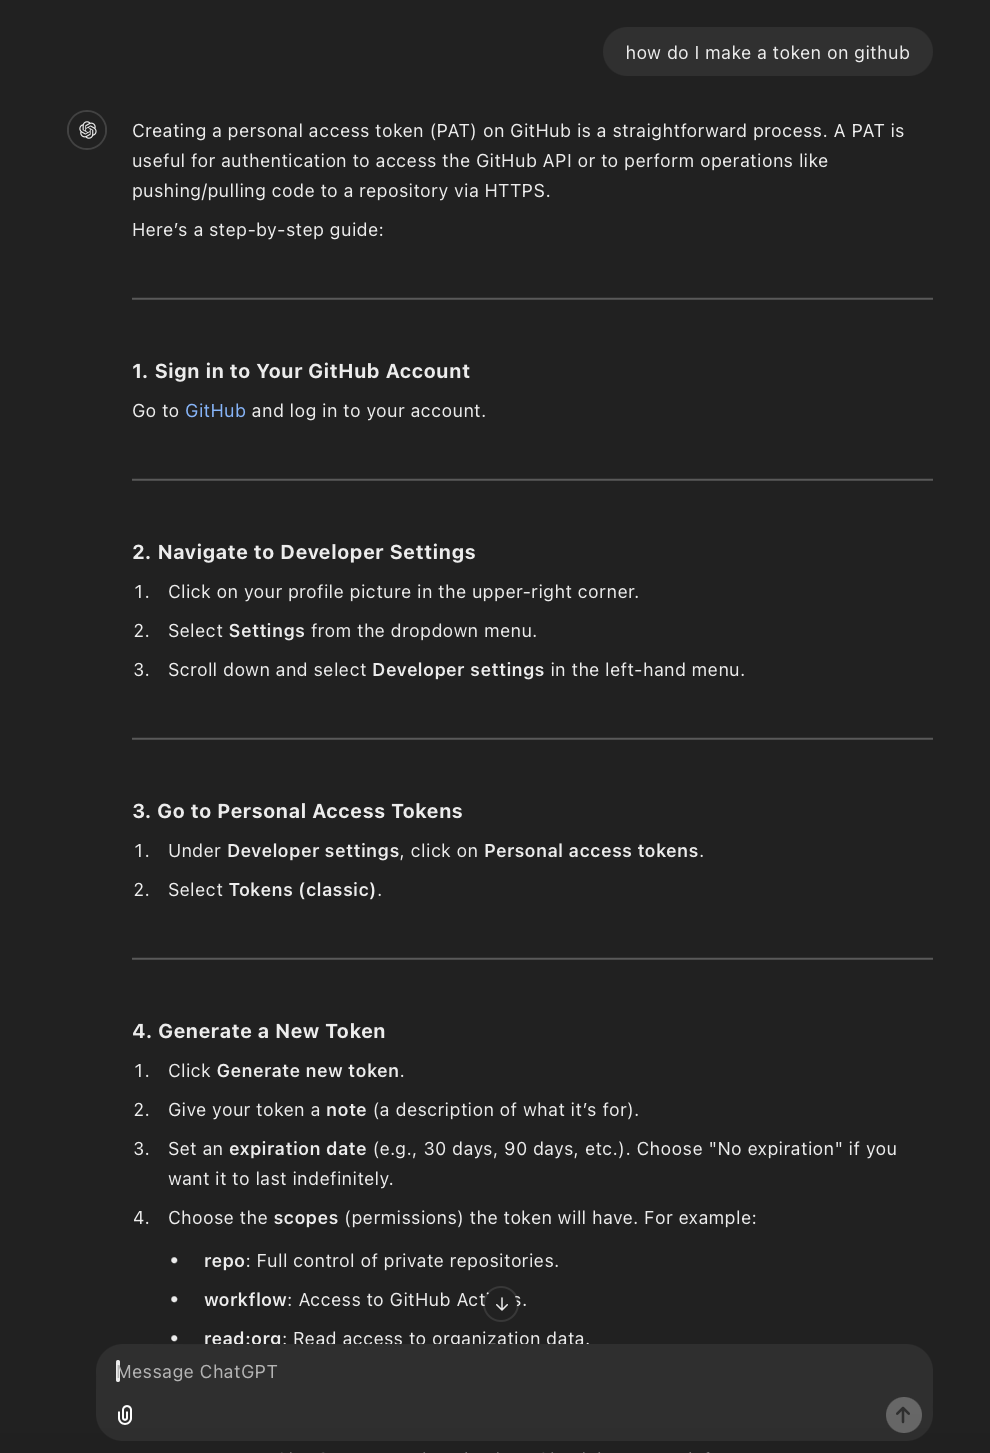 how do I make a token on github
Creating a personal access token (PAT) on GitHub is a straightforward process. A PAT is
useful for authentication to access the GitHub API or to perform operations like
pushing/pulling code to a repository via HTTPS.
Here’s a step-by-step guide:
1. Sign in to Your GitHub Account
Go to GitHub and log in to your account.
2. Navigate to Developer Settings
1. Click on your profile picture in the upper-right corner.
2. Select Settings from the dropdown menu.
3. Scroll down and select Developer settings in the left-hand menu.
3. Go to Personal Access Tokens
1. Under Developer settings, click on Personal access tokens.
2. Select Tokens (classic).
4. Generate a New Token
1. Click Generate new token.
2. Give your token a note (a description of what it’s for).
3. Set an expiration date (e.g., 30 days, 90 days, etc.). Choose "No expiration" if you
want it to last indefinitely.
4. Choose the scopes (permissions) the token will have. For example:
• repo: Full control of private repositories.
• workflow: Access to GitHub Actions.
• read:org: Read access to organization data.
Message ChatGPT